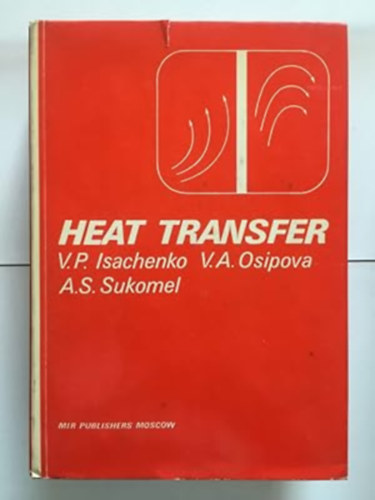 HEAT TRANSFER
V.P. Isachenko V.A. Osipova
A.S. Sukomel
MIR PUBLISHERS MOSCOW